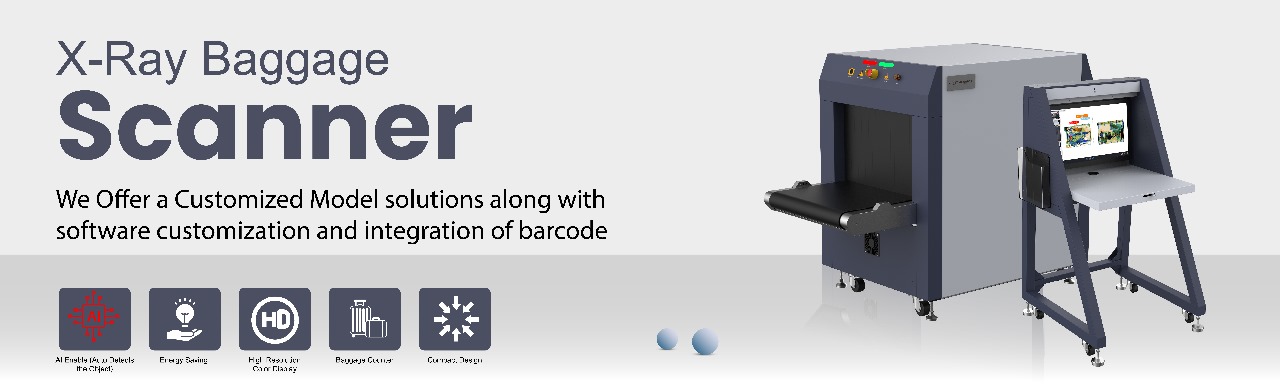 X-Ray Baggage
Scanner
We Offer a Customized Model solutions along with
software customization and integration of barcode
AI
HD
AI Enable (Auto Detects
the Object)
Energy Saving
High Resolution
Color Display
Baggage Counter
Compact Design